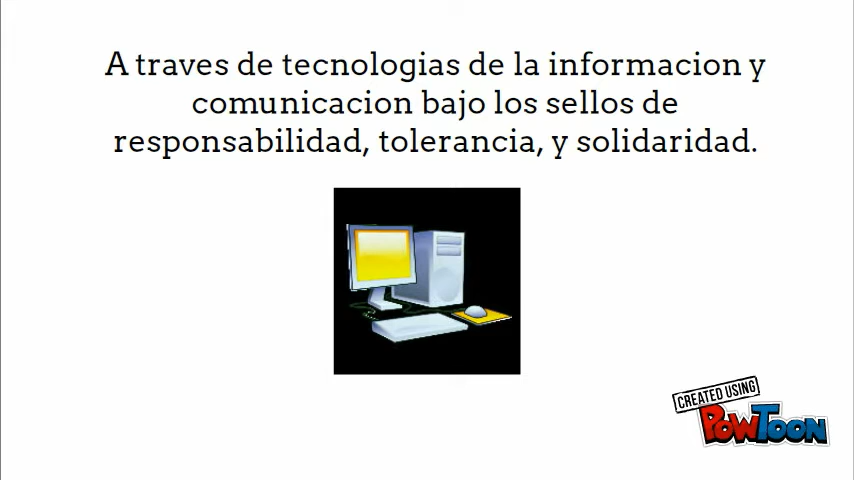 A traves de tecnologias de la informacion y
comunicacion bajo los sellos de
responsabilidad, tolerancia, y solidaridad.
CREATED USING
POWTOON